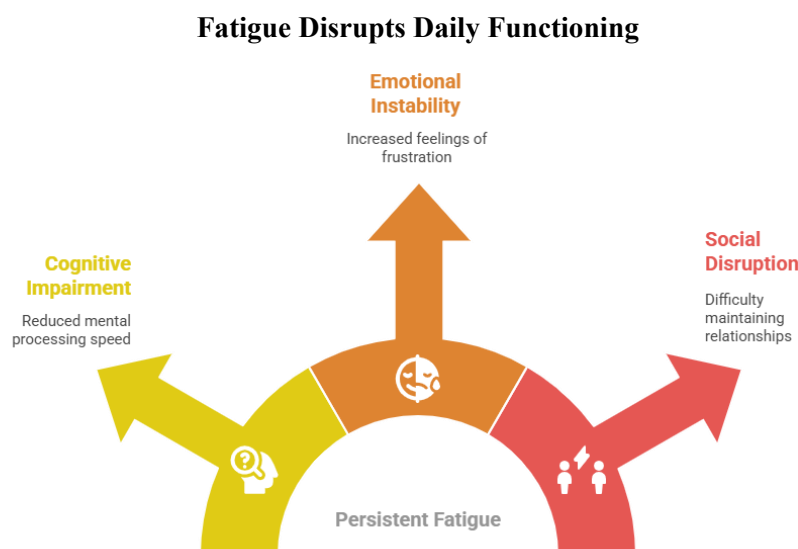 Fatigue Disrupts Daily Functioning
Emotional
Instability
Increased feelings of
frustration
Cognitive
Impairment
Reduced mental
processing speed
Social
Disruption
Difficulty
maintaining
relationships
?
Persistent Fatigue